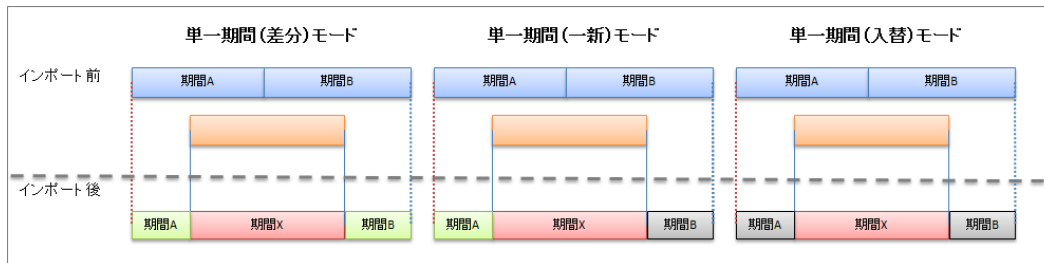 単一期間(差分)モード 単一期間(一新)モード 単一期間(入替)モード
インポート前 期間A 期間B 期間A 期間B 期間A 期間B
インポート後
期間A 期間X 期間B 期間A 期間X 期間B 期間A 期間X 期間B